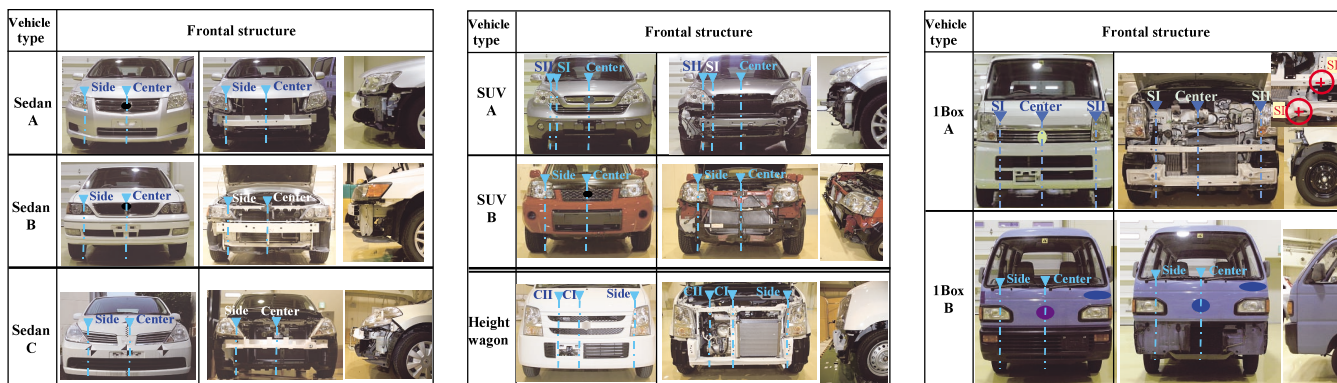 Vehicle
type
Frontal structure
Sedan
A
Side Center
Side Center
Sedan
B
Side Center
Side Center
Sedan
C
Side Center
Side Center
Vehicle
type
Frontal structure
SUV
A
SII SI Center
SII SI Center
SUV
B
Side Center
Side Center
Height
wagon
CII CI Side
CII CI Side
Vehicle
type
Frontal structure
1Box
A
SI Center SII
SI Center SII
SI
1Box
B
Side Center
Side Center